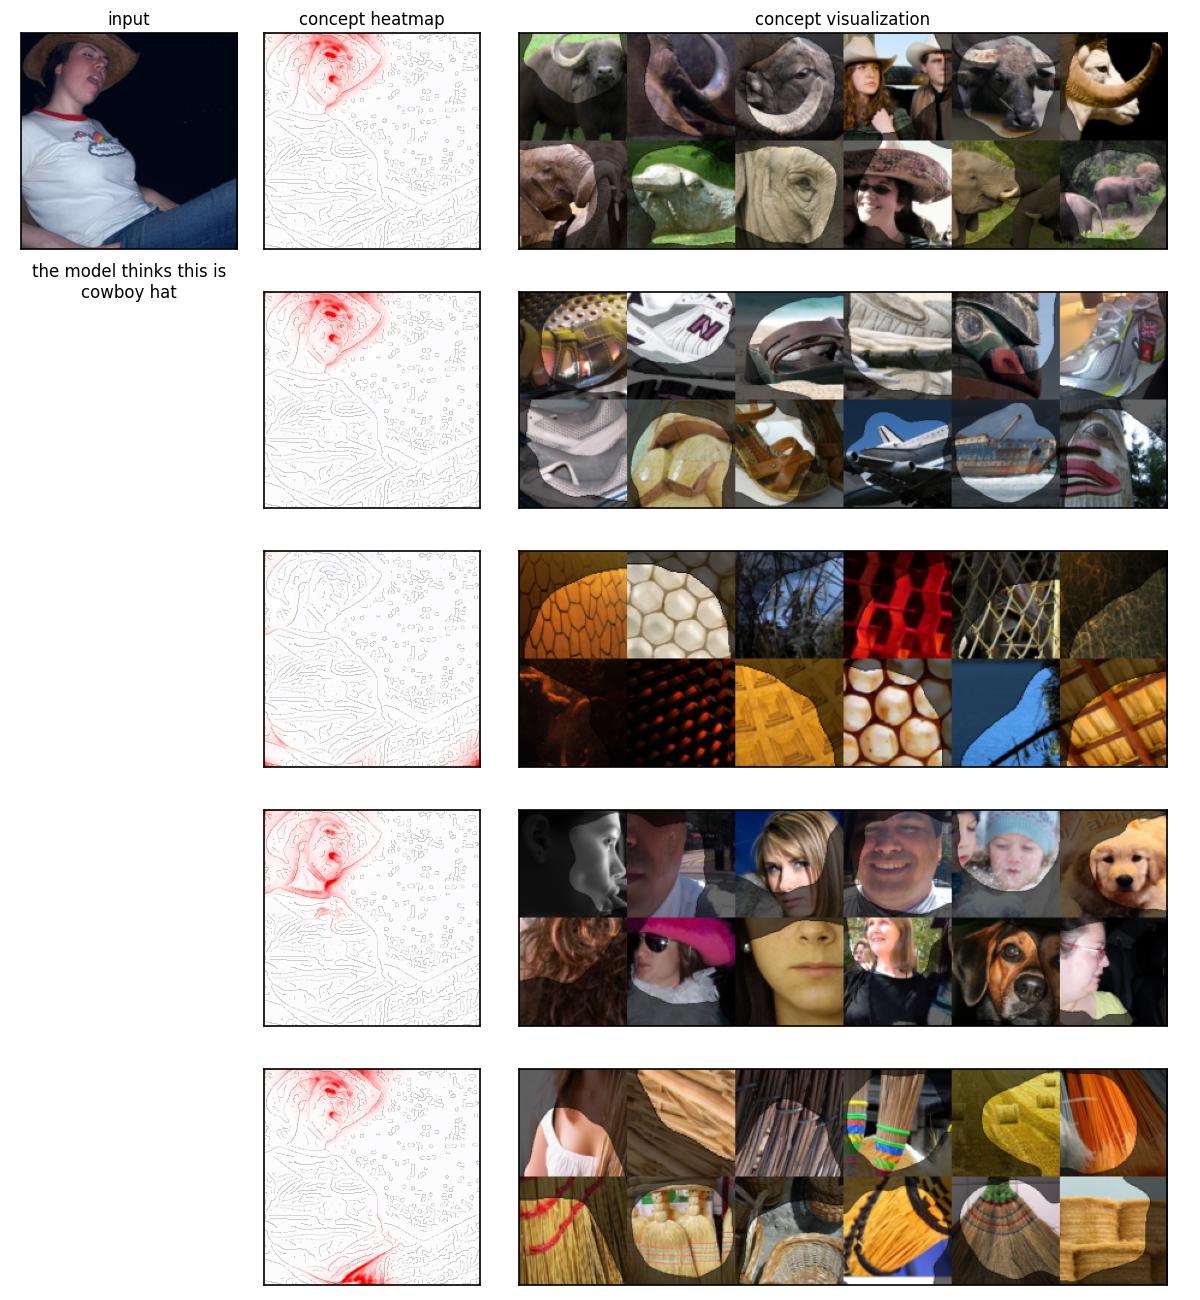 input
concept heatmap
concept visualization
the model thinks this is
cowboy hat
N